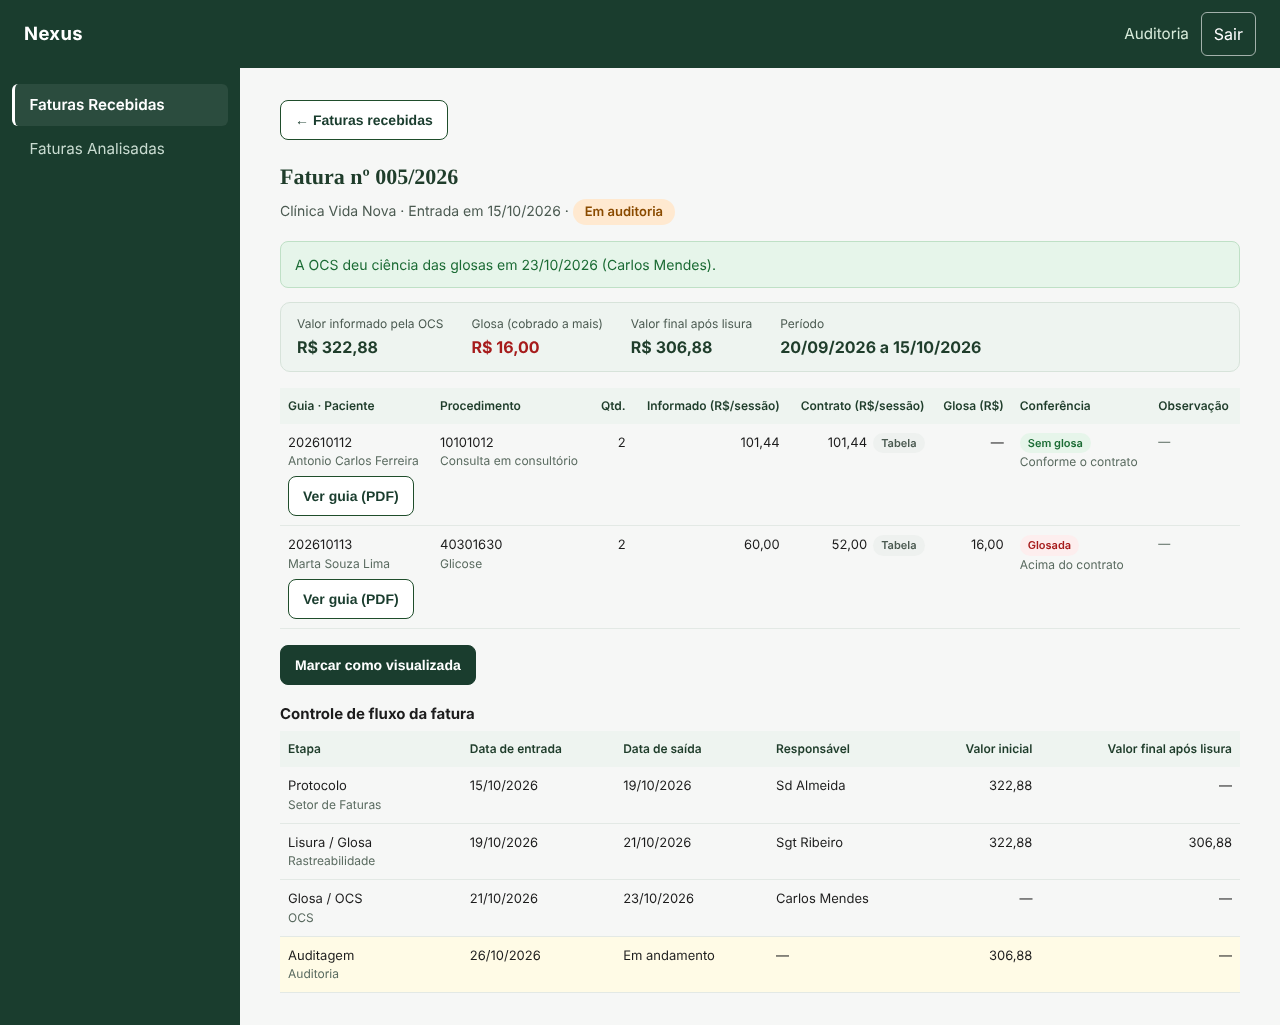 Nexus
Auditoria
Sair
Faturas Recebidas
Faturas Analisadas
← Faturas recebidas
Fatura nº 005/2026
Clínica Vida Nova · Entrada em 15/10/2026 · Em auditoria
A OCS deu ciência das glosas em 23/10/2026 (Carlos Mendes).
Valor informado pela OCS Glosa (cobrado a mais) Valor final após lisura Período
R$ 322,88 R$ 16,00 R$ 306,88 20/09/2026 a 15/10/2026
Guia · Paciente Procedimento Qtd. Informado (R$/sessão) Contrato (R$/sessão) Glosa (R$) Conferência Observação
202610112 10101012 2 101,44 101,44 Tabela — Sem glosa —
Antonio Carlos Ferreira Consulta em consultório Conforme o contrato
Ver guia (PDF)
202610113 40301630 2 60,00 52,00 Tabela 16,00 Glosada —
Marta Souza Lima Glicose Acima do contrato
Ver guia (PDF)
Marcar como visualizada
Controle de fluxo da fatura
Etapa Data de entrada Data de saída Responsável Valor inicial Valor final após lisura
Protocolo 15/10/2026 19/10/2026 Sd Almeida 322,88 —
Setor de Faturas
Lisura / Glosa 19/10/2026 21/10/2026 Sgt Ribeiro 322,88 306,88
Rastreabilidade
Glosa / OCS 21/10/2026 23/10/2026 Carlos Mendes — —
OCS
Auditagem 26/10/2026 Em andamento — 306,88 —
Auditoria